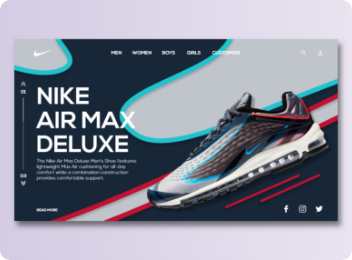 MEN WOMEN BOYS GIRLS CUSTOMISE
01
NIKE
AIR MAX
DELUXE
The Nike Air Max Deluxe Men's Shoe features
lightweight Max Air cushioning for all-day
comfort while a combination construction
provides comfortable support.
03
READ MORE